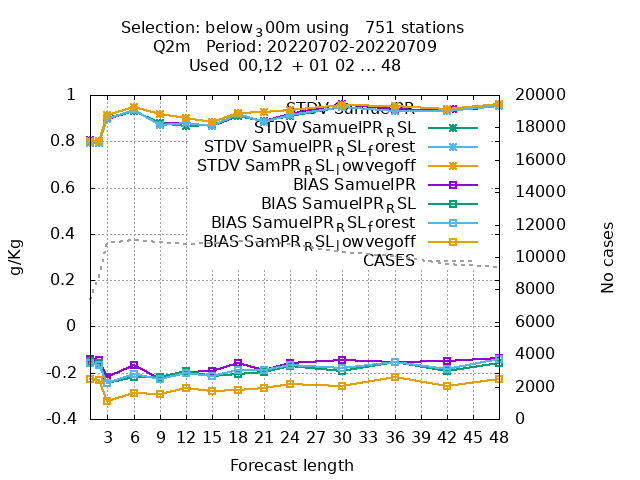 Selection: below₃00m using   751 stations
Q2m   Period: 20220702-20220709
Used  00,12  + 01 02 ... 48
1
0.8
0.6
0.4
0.2
0
-0.2
-0.4
20000
18000
16000
14000
12000
10000
8000
6000
4000
2000
0
g/Kg
No cases
STDV SamuelPR
STDV SamuelPR_RSL
STDV SamuelPR_RSL_forest
STDV SamPR_RSL_lowvegoff
BIAS SamuelPR
BIAS SamuelPR_RSL
BIAS SamuelPR_RSL_forest
BIAS SamPR_RSL_lowvegoff
CASES
3 6 9 12 15 18 21 24 27 30 33 36 39 42 45 48
Forecast length